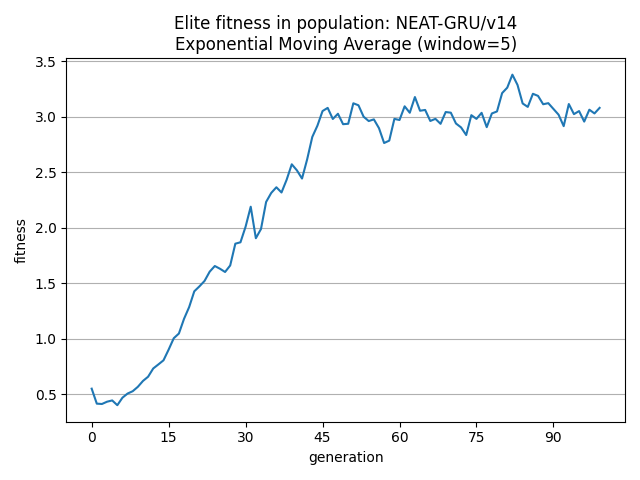 Elite fitness in population: NEAT-GRU/v14
Exponential Moving Average (window=5)
3.5
3.0
2.5
2.0
1.5
1.0
0.5
fitness
0 15 30 45 60 75 90
generation